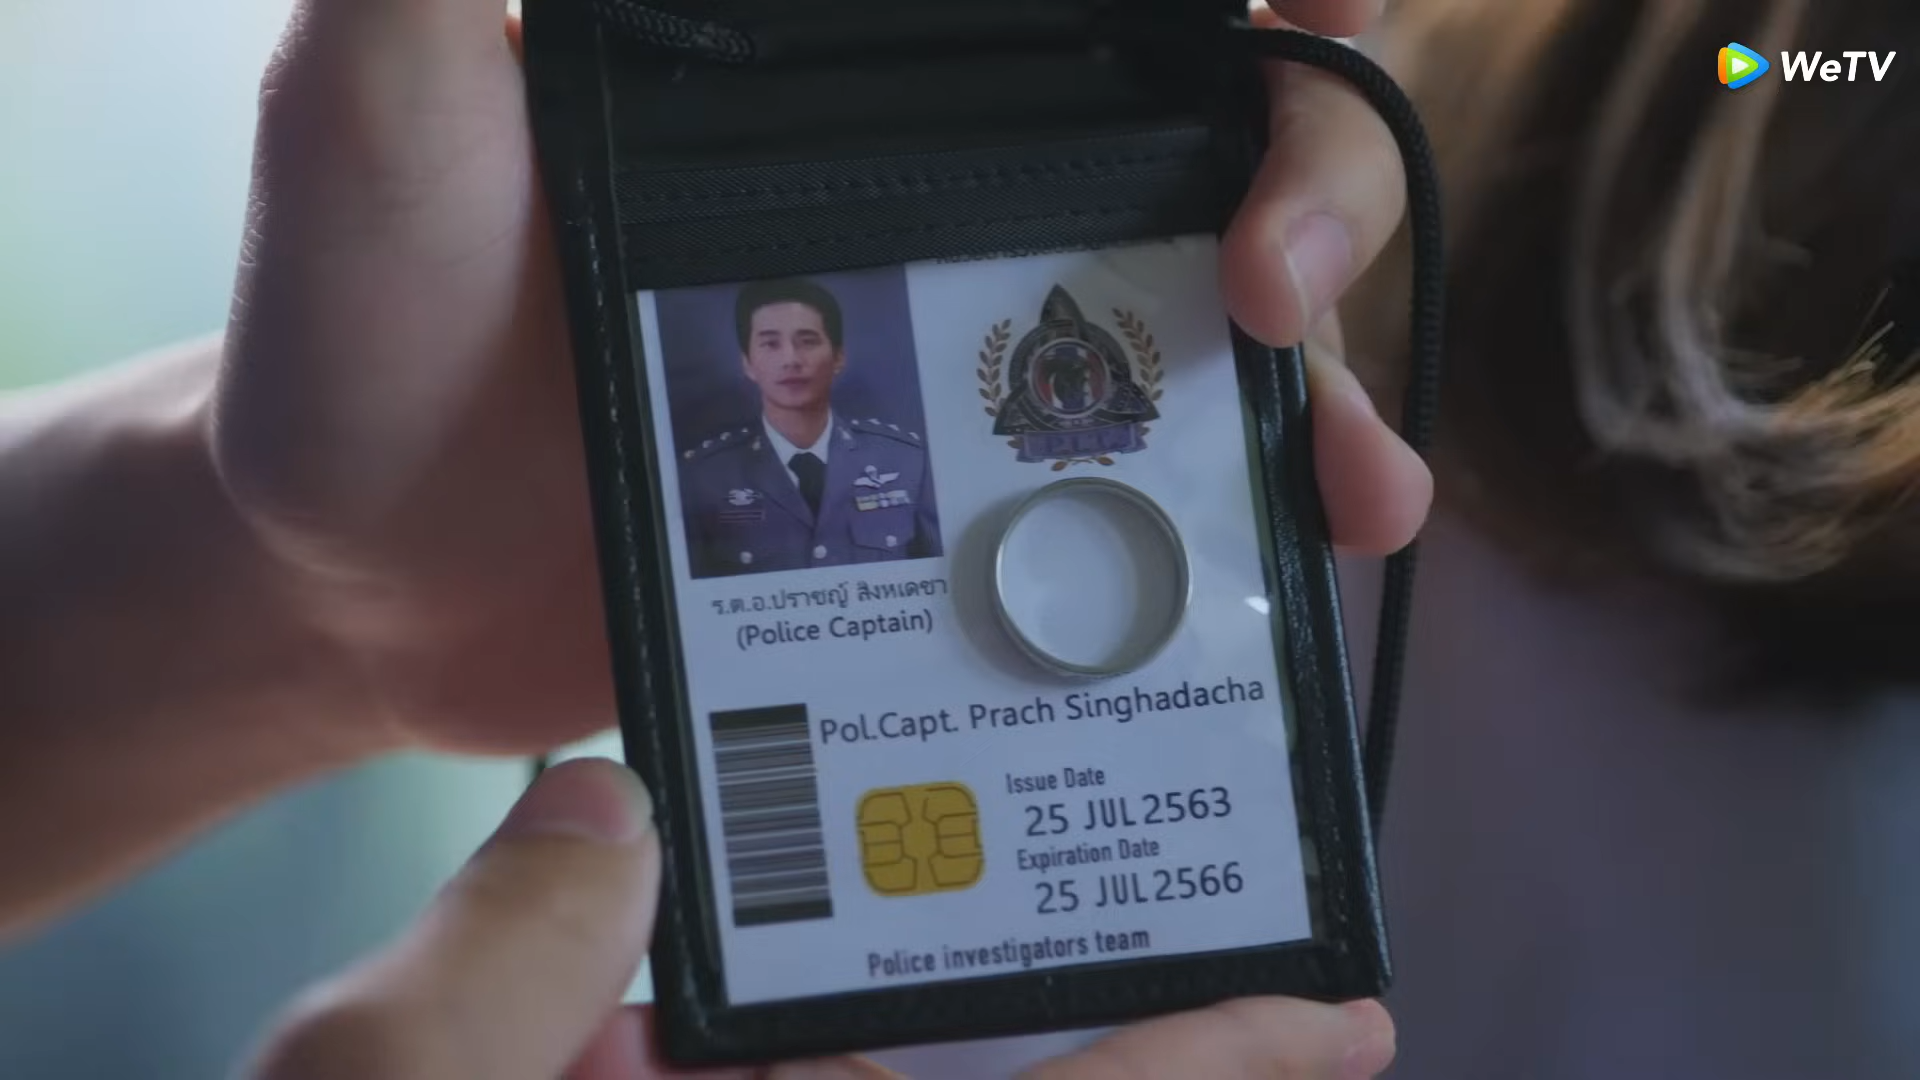 WeTV
ร.ต.อ.ปราชญ์ สิงหเดชา
(Police Captain)
Pol.Capt. Prach Singhadacha
Issue Date
25 JUL 2563
Expiration Date
25 JUL 2566
Police investigators team